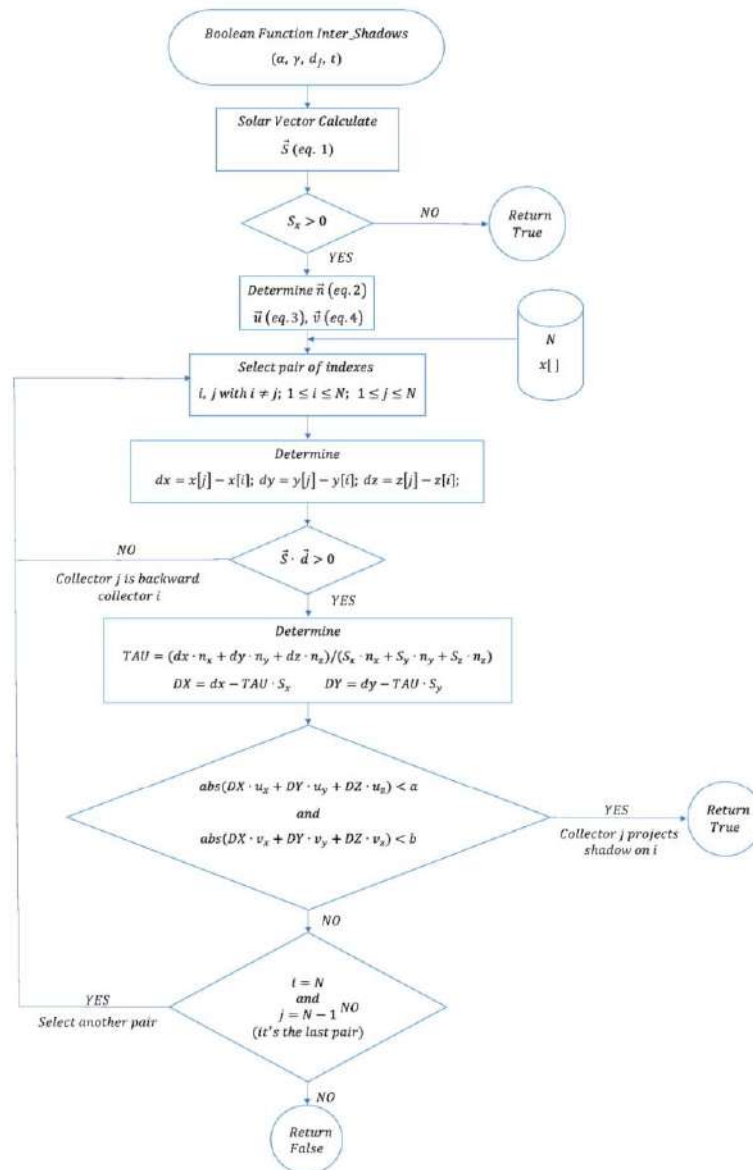 Boolean Function Inter_Shadows
(α, γ, d_f, t)
Solar Vector Calculate
S⃗ (eq. 1)
S_x > 0
NO
Return
True
YES
Determine n⃗ (eq.2)
u⃗ (eq.3), v⃗ (eq.4)
N
x[ ]
Select pair of indexes
i, j with i ≠ j; 1 ≤ i ≤ N; 1 ≤ j ≤ N
Determine
dx = x[j] − x[i]; dy = y[j] − y[i]; dz = z[j] − z[i];
NO
Collector j is backward
collector i
S⃗ · d⃗ > 0
YES
Determine
TAU = (dx · n_x + dy · n_y + dz · n_z)/(S_x · n_x + S_y · n_y + S_z · n_z)
DX = dx − TAU · S_x DY = dy − TAU · S_y
abs(DX · u_x + DY · u_y + DZ · u_z) < a
and
abs(DX · v_x + DY · v_y + DZ · v_z) < b
YES
Collector j projects
shadow on i
Return
True
NO
i = N
and
j = N − 1 NO
(it's the last pair)
YES
Select another pair
NO
Return
False